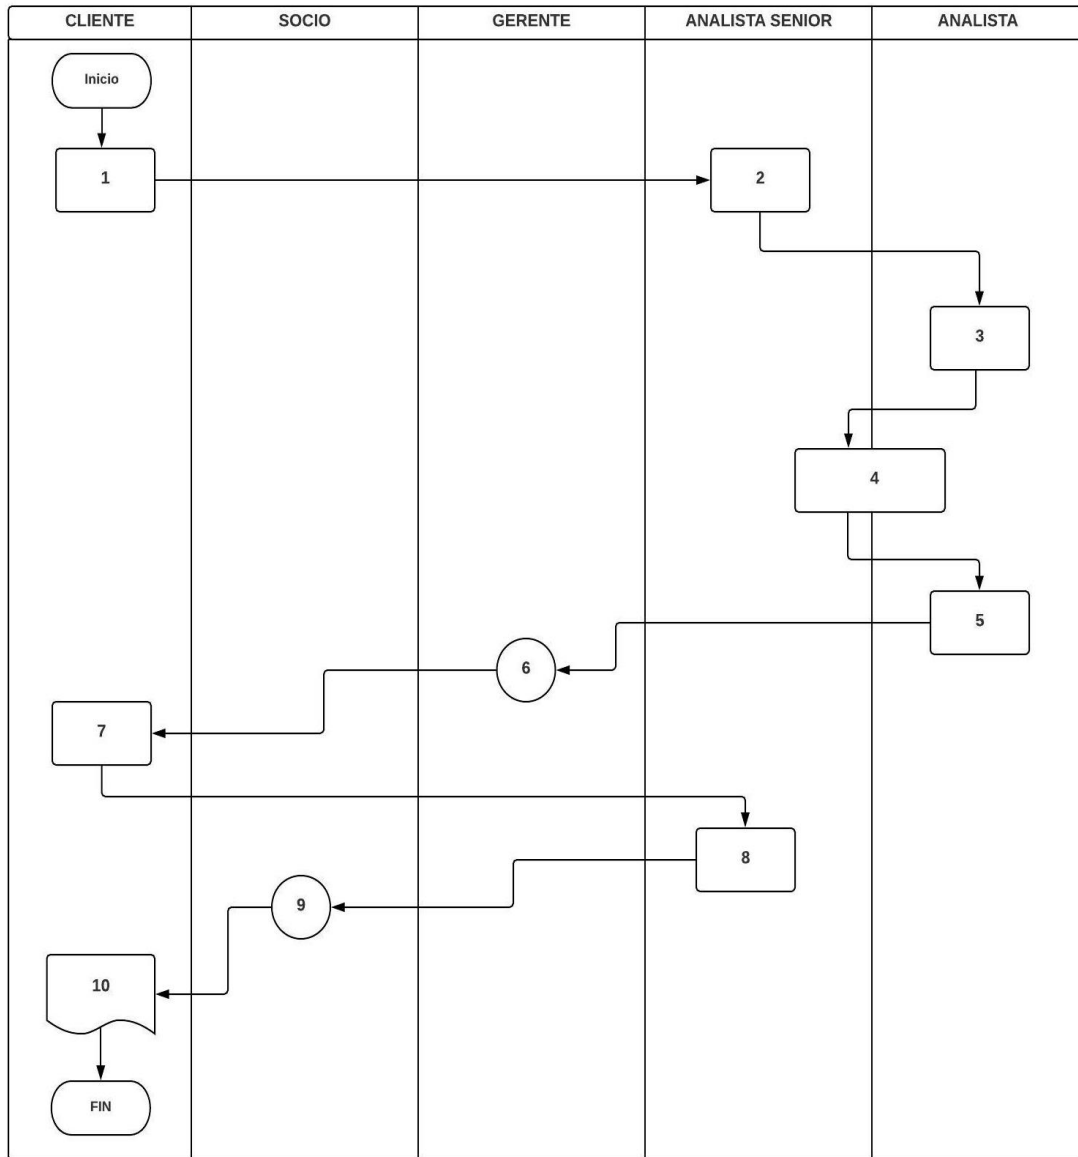 CLIENTE
SOCIO
GERENTE
ANALISTA SENIOR
ANALISTA
Inicio
1
2
3
4
5
6
7
8
9
10
FIN